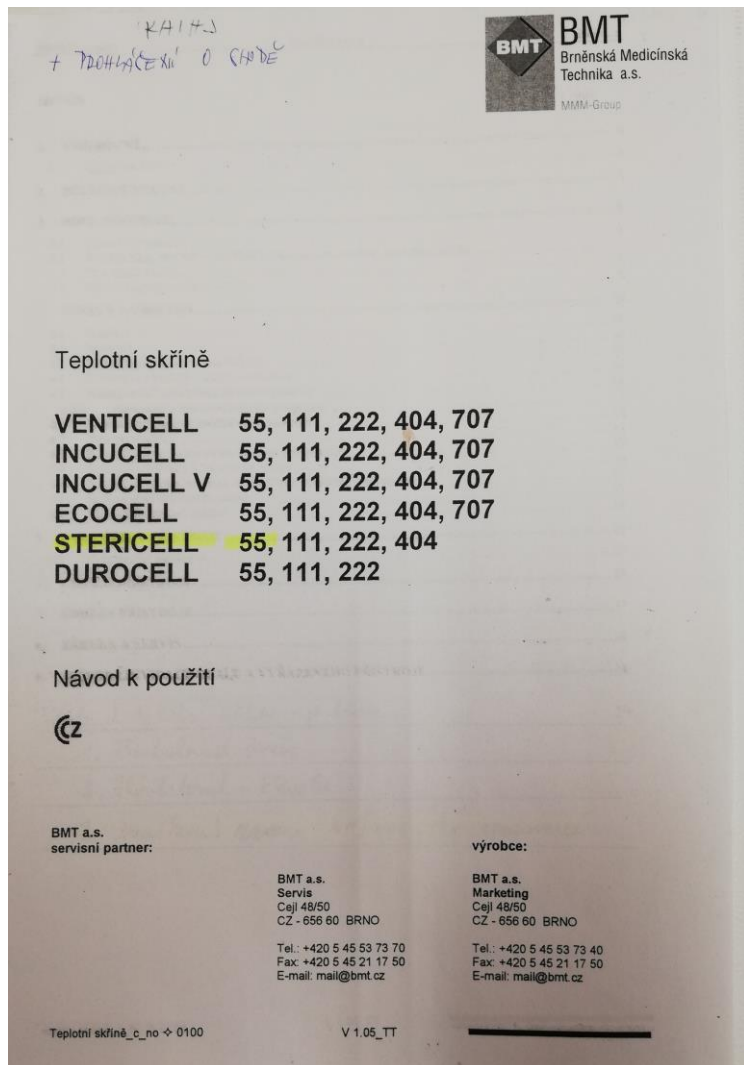 + PROHLÁŠENÍ O SHODĚ
BMT
BMT
Brněnská Medicínská
Technika a.s.
MMM-Group
Teplotní skříně
VENTICELL 55, 111, 222, 404, 707
INCUCELL 55, 111, 222, 404, 707
INCUCELL V 55, 111, 222, 404, 707
ECOCELL 55, 111, 222, 404, 707
STERICELL 55, 111, 222, 404
DUROCELL 55, 111, 222
Návod k použití
CZ
BMT a.s.
servisní partner:
BMT a.s.
Servis
Cejl 48/50
CZ - 656 60 BRNO
Tel.: +420 5 45 53 73 70
Fax: +420 5 45 21 17 50
E-mail: mail@bmt.cz
výrobce:
BMT a.s.
Marketing
Cejl 48/50
CZ - 656 60 BRNO
Tel.: +420 5 45 53 73 40
Fax: +420 5 45 21 17 50
E-mail: mail@bmt.cz
Teplotní skříně_c_no ✧ 0100
V 1.05_TT